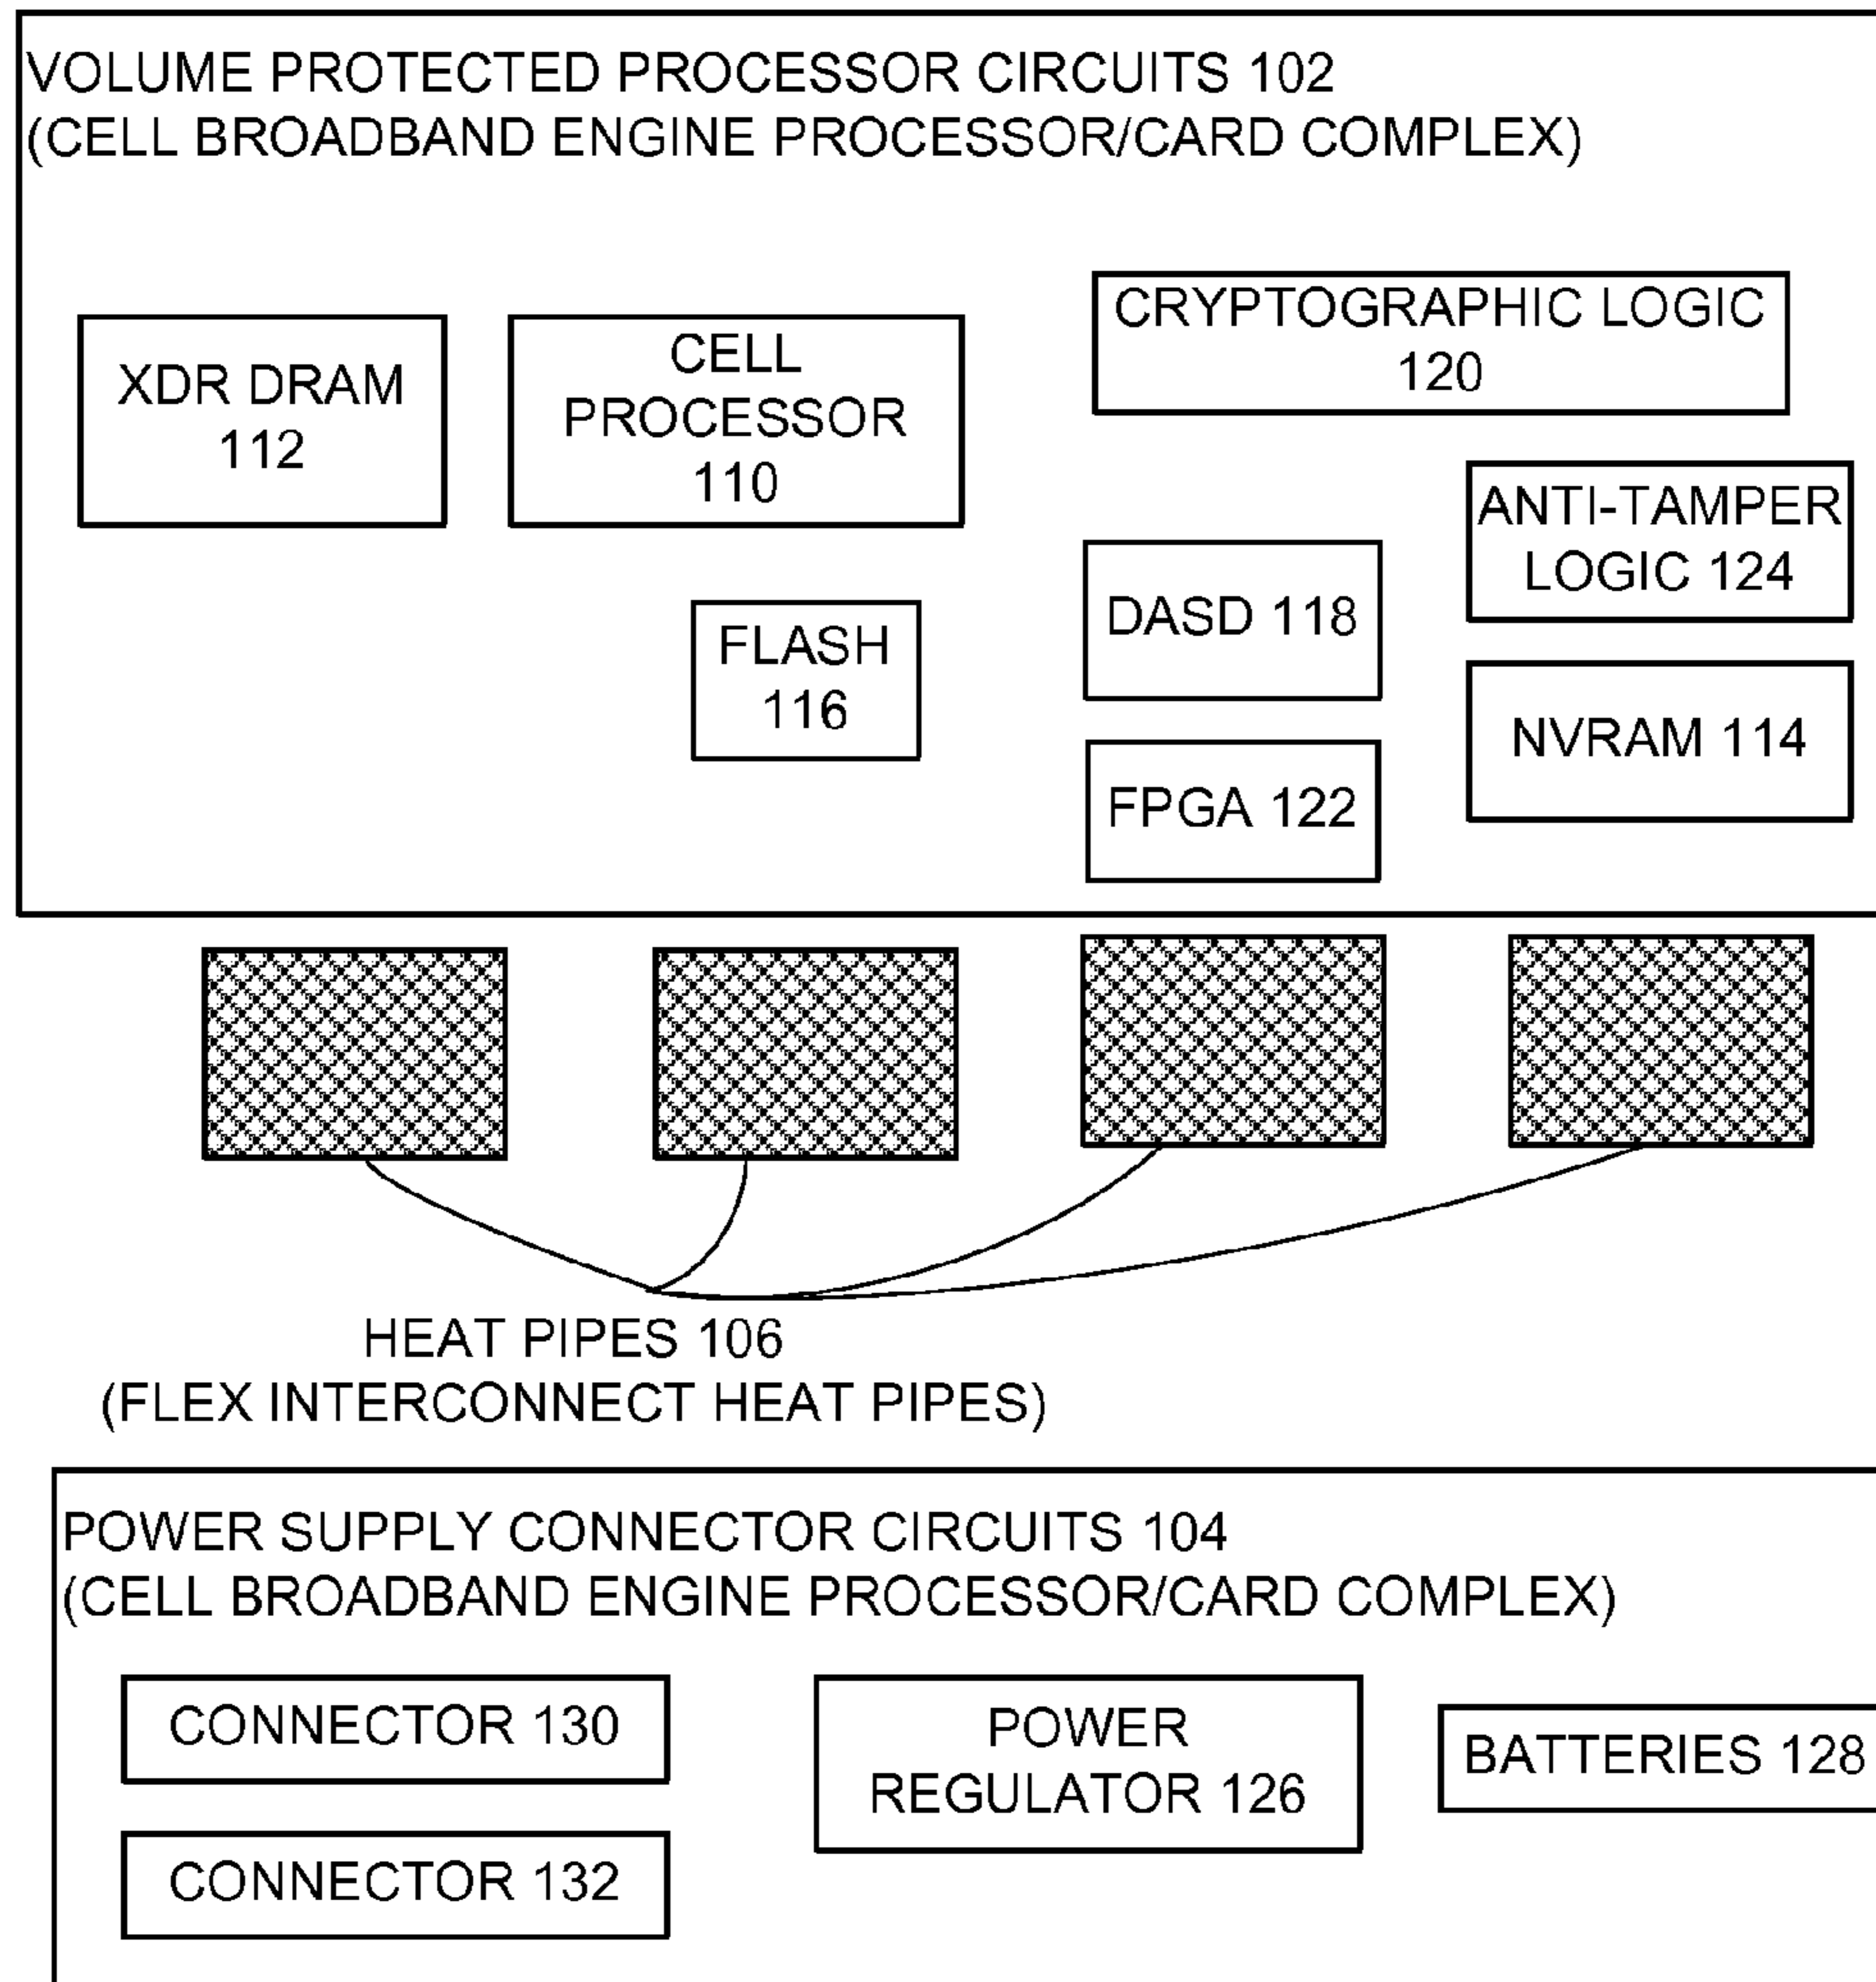 VOLUME PROTECTED PROCESSOR CIRCUITS 102
(CELL BROADBAND ENGINE PROCESSOR/CARD COMPLEX)
XDR DRAM
112
CELL
PROCESSOR
110
CRYPTOGRAPHIC LOGIC
120
ANTI-TAMPER
LOGIC 124
FLASH
116
DASD 118
NVRAM 114
FPGA 122
HEAT PIPES 106
(FLEX INTERCONNECT HEAT PIPES)
POWER SUPPLY CONNECTOR CIRCUITS 104
(CELL BROADBAND ENGINE PROCESSOR/CARD COMPLEX)
CONNECTOR 130
POWER
REGULATOR 126
BATTERIES 128
CONNECTOR 132